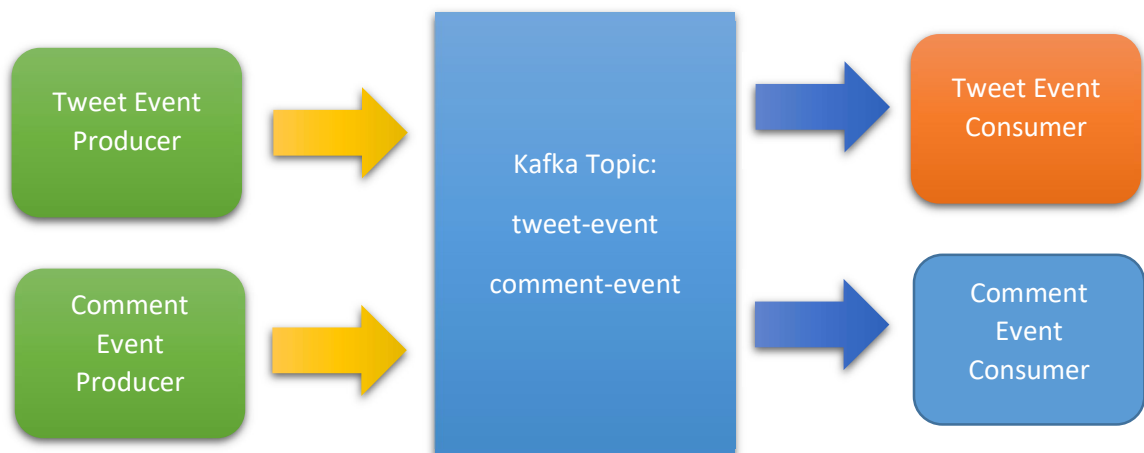 Tweet Event
Producer
Comment
Event
Producer
Kafka Topic:
tweet-event
comment-event
Tweet Event
Consumer
Comment
Event
Consumer